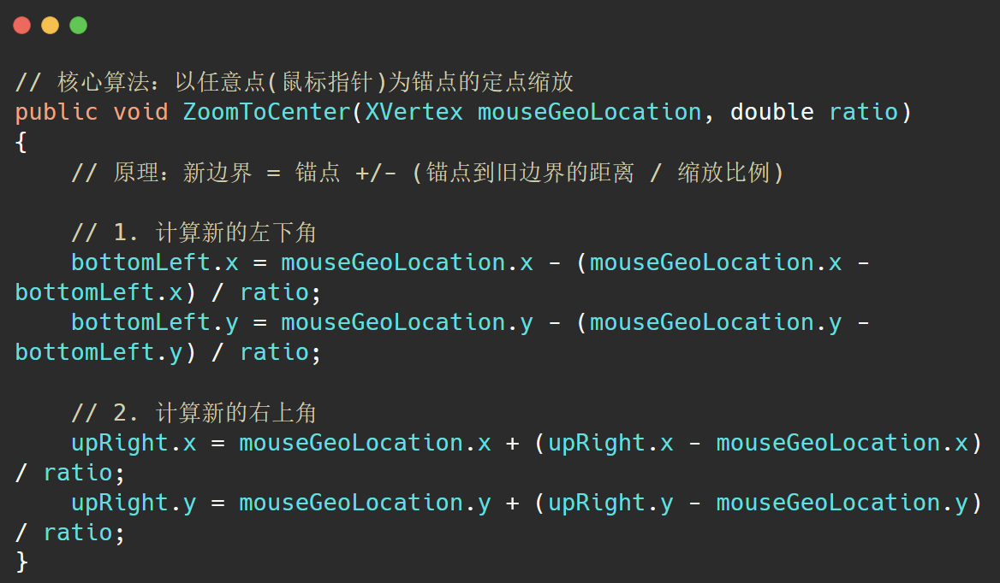 // 核心算法：以任意点(鼠标指针)为锚点的定点缩放
public void ZoomToCenter(XVertex mouseGeoLocation, double ratio)
{
    // 原理：新边界 = 锚点 +/- (锚点到旧边界的距离 / 缩放比例)
    // 1. 计算新的左下角
    bottomLeft.x = mouseGeoLocation.x - (mouseGeoLocation.x -
bottomLeft.x) / ratio;
    bottomLeft.y = mouseGeoLocation.y - (mouseGeoLocation.y -
bottomLeft.y) / ratio;
    // 2. 计算新的右上角
    upRight.x = mouseGeoLocation.x + (upRight.x - mouseGeoLocation.x)
/ ratio;
    upRight.y = mouseGeoLocation.y + (upRight.y - mouseGeoLocation.y)
/ ratio;
}